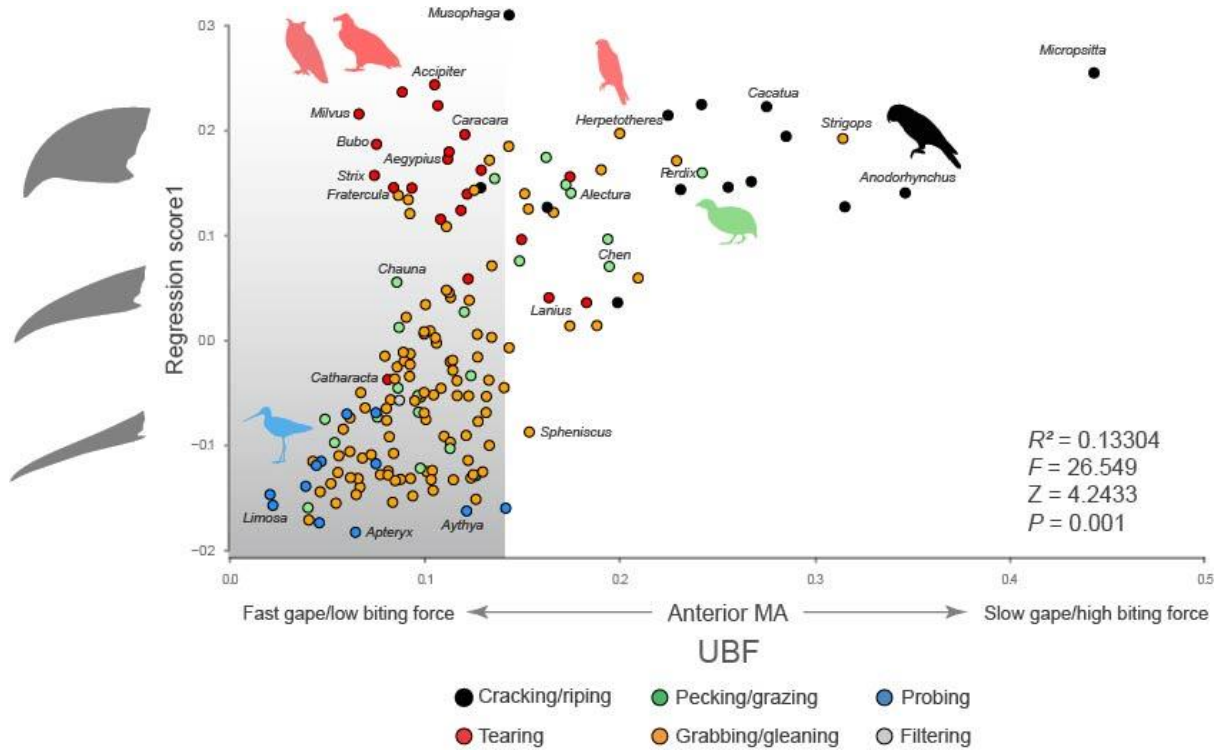 Musophaga
0.3
Micropsitta
Accipiter
Milvus
Cacatua
Caracara
Herpetotheres
Strigops
0.2
Bubo
Aegypius
Perdix
Strix
Anodorhynchus
Fratercula
Alectura
0.1
Chen
Chauna
Regression score1
Lanius
0.0
Catharacta
Spheniscus
−0.1
R² = 0.13304
F = 26.549
Z = 4.2433
P = 0.001
Limosa
Apteryx
Aythya
−02
0.0 0.1 0.2 0.3 0.4 0.5
Fast gape/low biting force Anterior MA Slow gape/high biting force
UBF
Cracking/riping Pecking/grazing Probing
Tearing Grabbing/gleaning Filtering